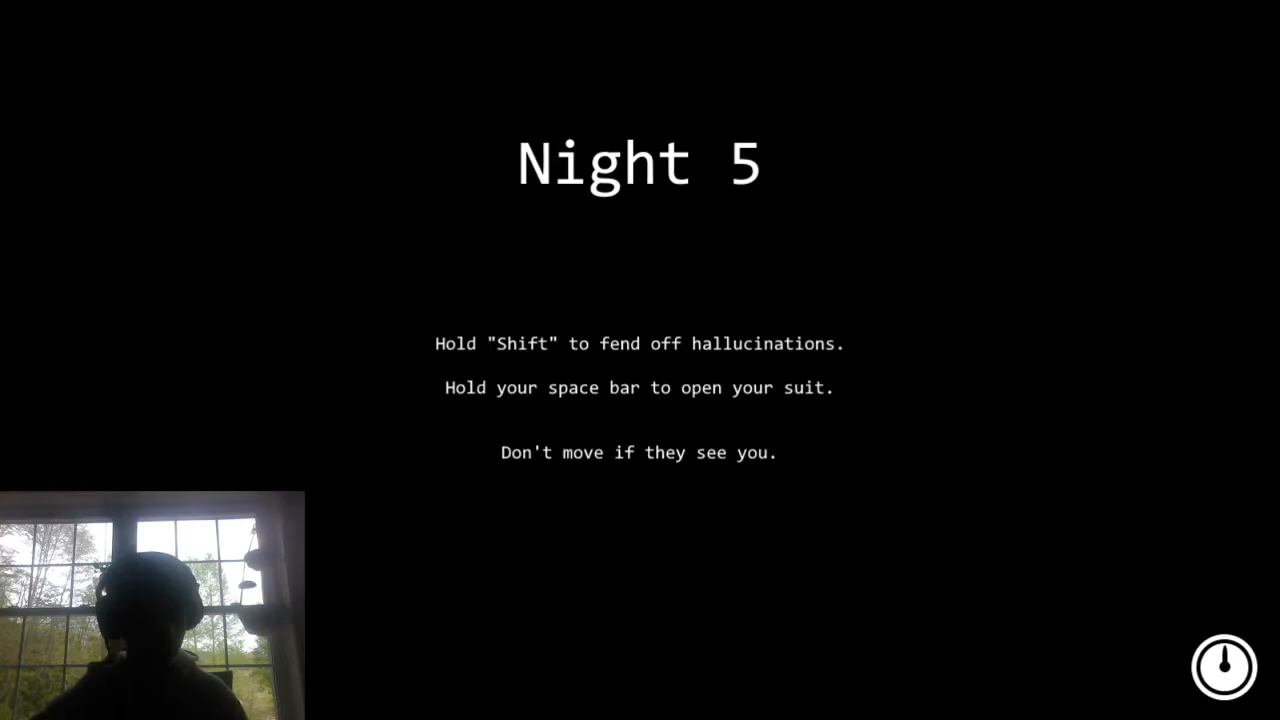 Night 5
Hold "Shift" to fend off hallucinations.
Hold your space bar to open your suit.
Don't move if they see you.